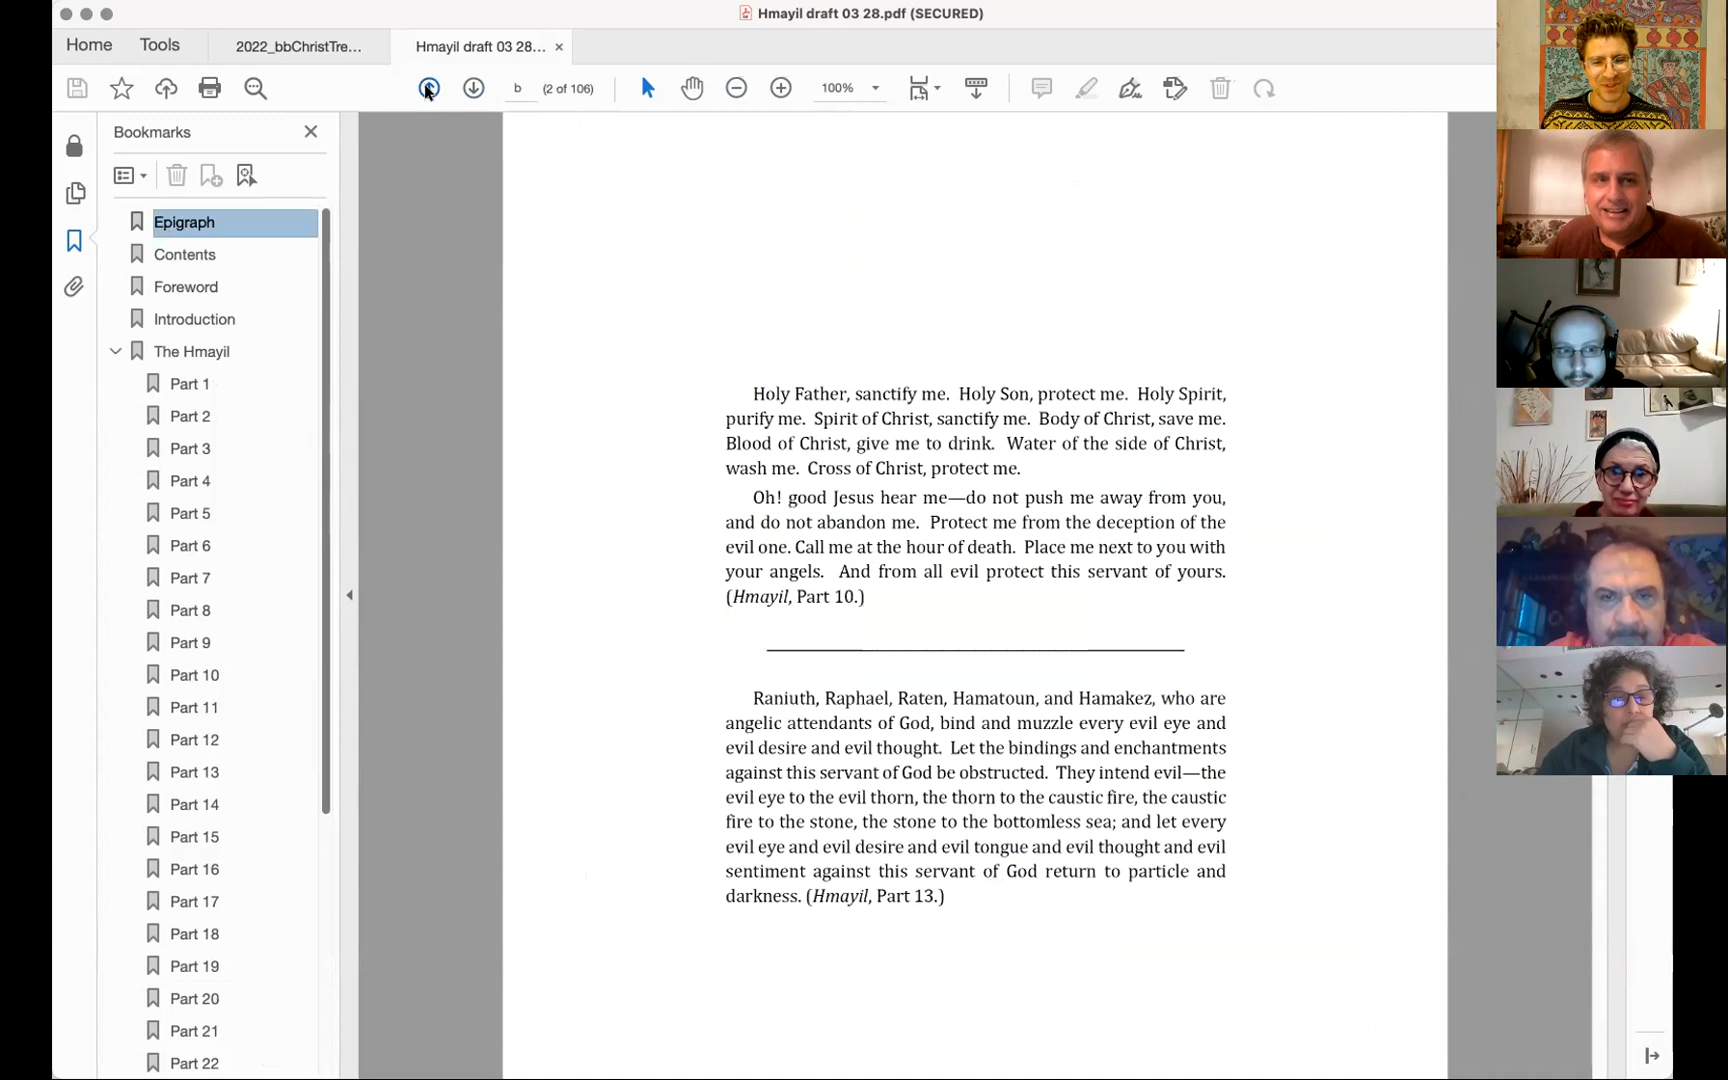 Hmayil draft 03 28.pdf (SECURED)
Home
Tools
2022_bbChristTre...
Hmayil draft 03 28...
b
(2 of 106)
100%
Bookmarks
Epigraph
Contents
Foreword
Introduction
The Hmayil
Part 1
Part 2
Part 3
Part 4
Part 5
Part 6
Part 7
Part 8
Part 9
Part 10
Part 11
Part 12
Part 13
Part 14
Part 15
Part 16
Part 17
Part 18
Part 19
Part 20
Part 21
Part 22
Holy Father, sanctify me. Holy Son, protect me. Holy Spirit,
purify me. Spirit of Christ, sanctify me. Body of Christ, save me.
Blood of Christ, give me to drink. Water of the side of Christ,
wash me. Cross of Christ, protect me.
Oh! good Jesus hear me—do not push me away from you,
and do not abandon me. Protect me from the deception of the
evil one. Call me at the hour of death. Place me next to you with
your angels. And from all evil protect this servant of yours.
(Hmayil, Part 10.)
Raniuth, Raphael, Raten, Hamatoun, and Hamakez, who are
angelic attendants of God, bind and muzzle every evil eye and
evil desire and evil thought. Let the bindings and enchantments
against this servant of God be obstructed. They intend evil—the
evil eye to the evil thorn, the thorn to the caustic fire, the caustic
fire to the stone, the stone to the bottomless sea; and let every
evil eye and evil desire and evil tongue and evil thought and evil
sentiment against this servant of God return to particle and
darkness. (Hmayil, Part 13.)